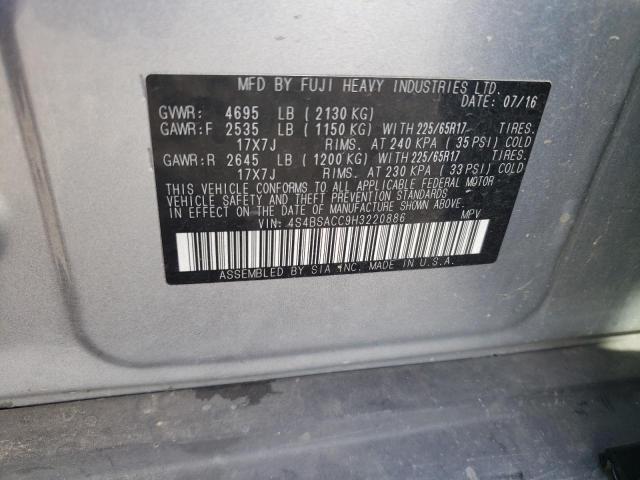 MFD BY FUJI HEAVY INDUSTRIES LTD.
DATE: 07/16
GVWR: 4695 LB ( 2130 KG)
GAWR:F 2535 LB ( 1150 KG) WITH 225/65R17 TIRES.
17X7J RIMS. AT 240 KPA ( 35 PSI) COLD
GAWR:R 2645 LB ( 1200 KG) WITH 225/65R17 TIRES.
17X7J RIMS. AT 230 KPA ( 33 PSI) COLD
THIS VEHICLE CONFORMS TO ALL APPLICABLE FEDERAL MOTOR
VEHICLE SAFETY AND THEFT PREVENTION STANDARDS
IN EFFECT ON THE DATE OF MANUFACTURE SHOWN ABOVE.
VIN: 4S4BSACC9H3220886 MPV
ASSEMBLED BY SIA INC. MADE IN U.S.A.